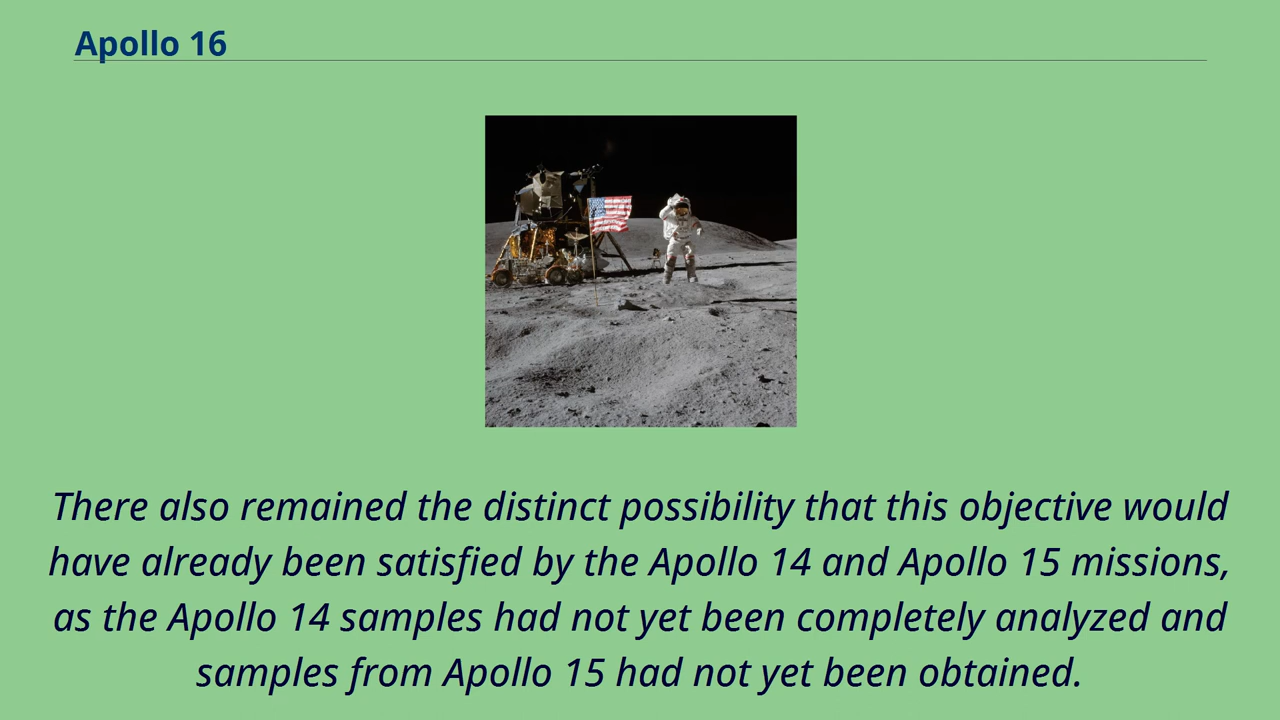 Apollo 16
There also remained the distinct possibility that this objective would
have already been satisfied by the Apollo 14 and Apollo 15 missions,
as the Apollo 14 samples had not yet been completely analyzed and
samples from Apollo 15 had not yet been obtained.